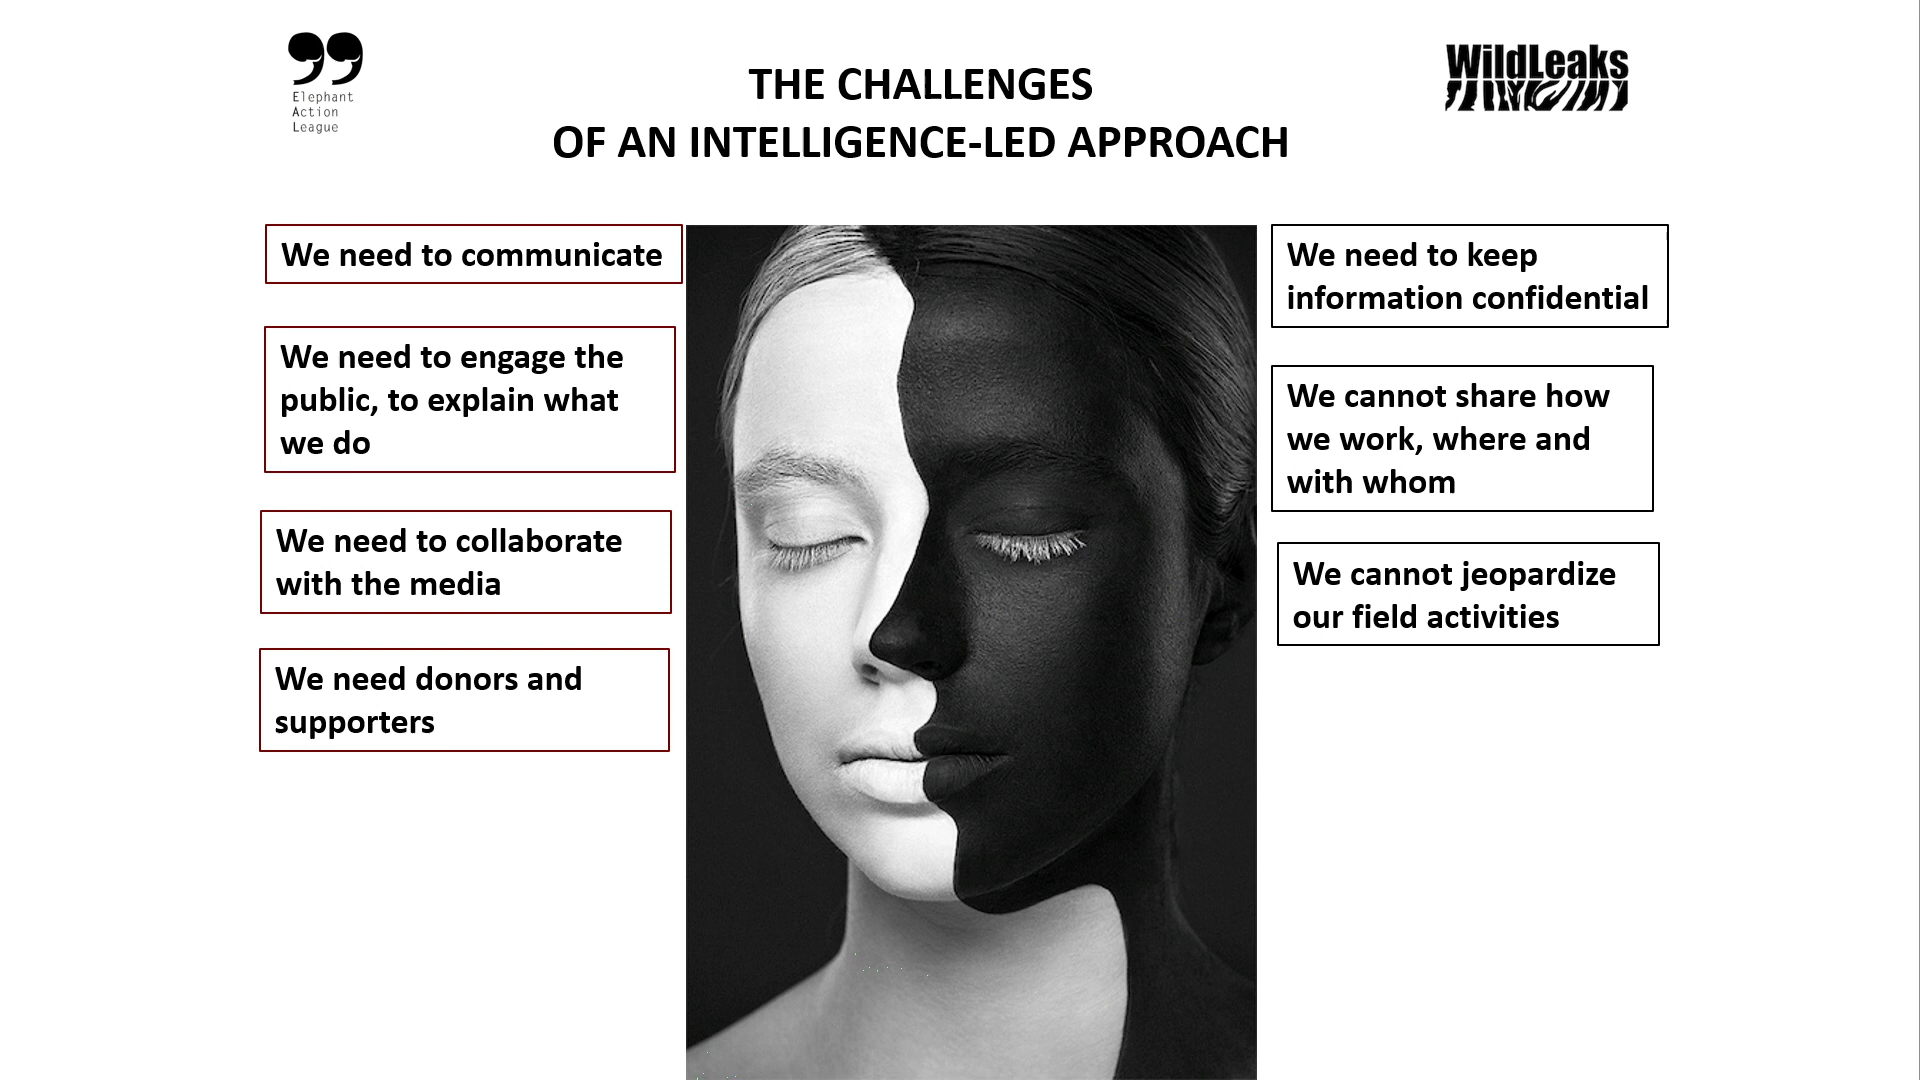 Elephant
Action
League
THE CHALLENGES
OF AN INTELLIGENCE-LED APPROACH
WildLeaks
We need to communicate
We need to engage the
public, to explain what
we do
We need to collaborate
with the media
We need donors and
supporters
We need to keep
information confidential
We cannot share how
we work, where and
with whom
We cannot jeopardize
our field activities